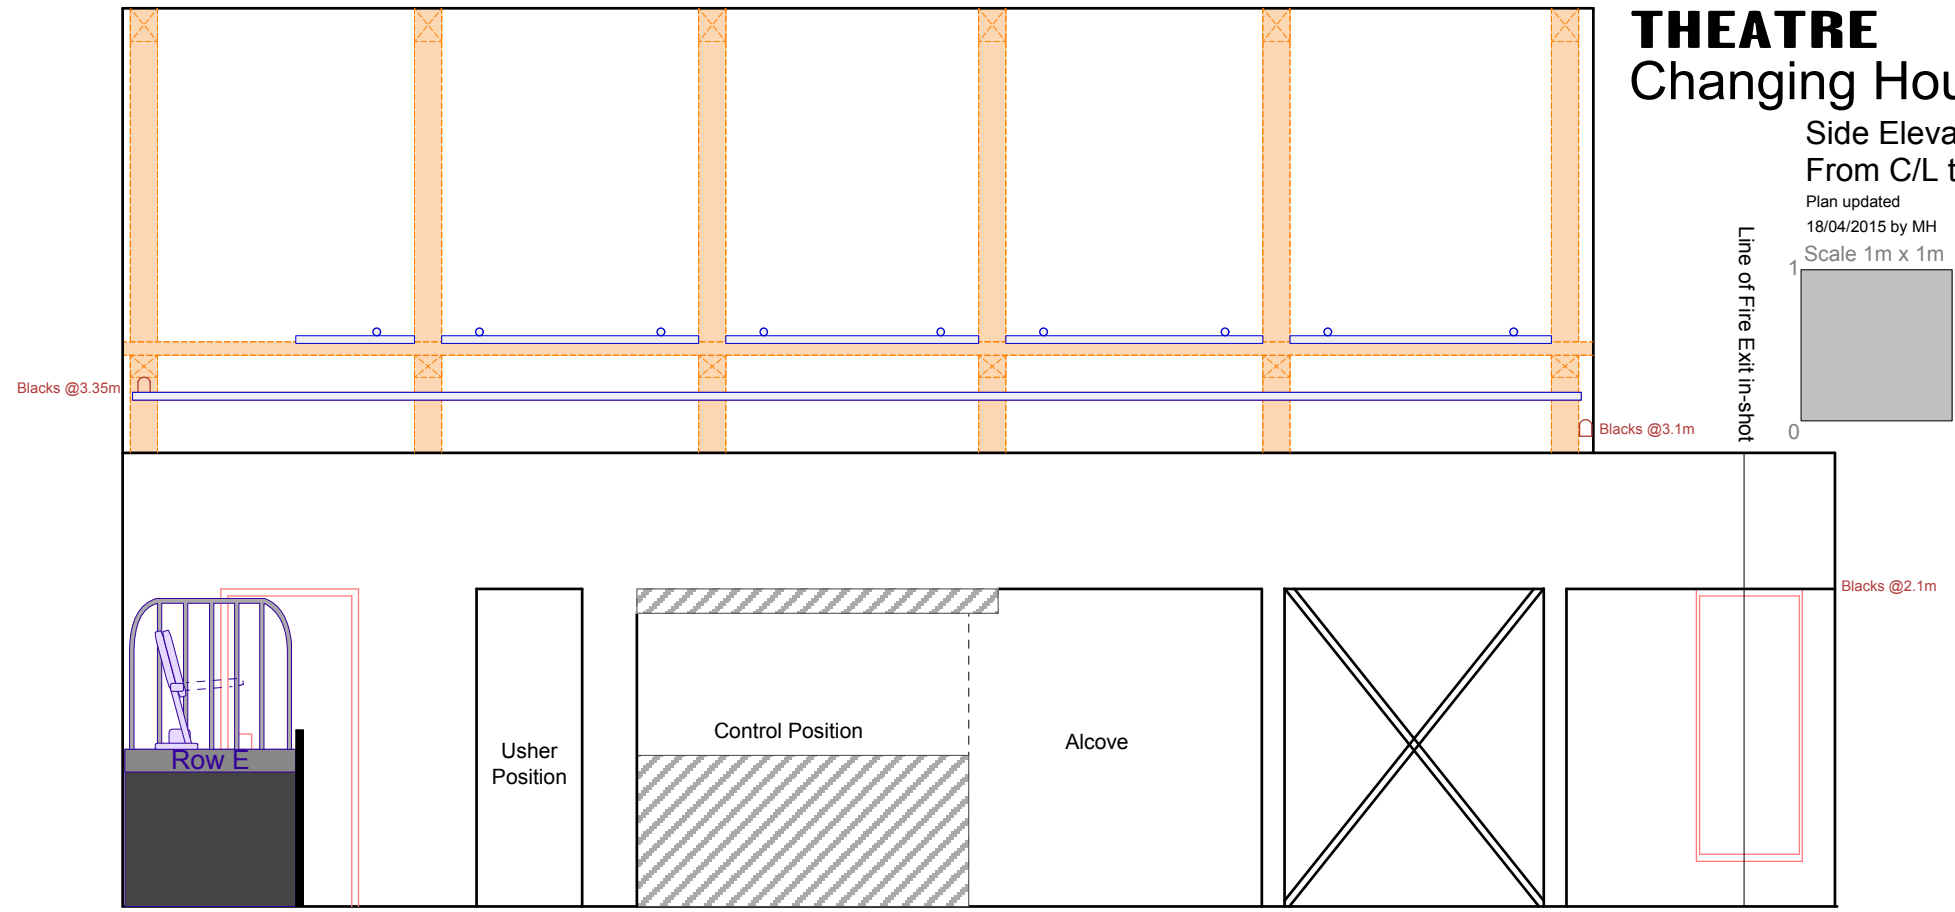 THEATRE
Changing Hou
Side Eleva
From C/L t
Plan updated
18/04/2015 by MH
Scale 1m x 1m
1
0
Line of Fire Exit in-shot
Blacks @3.35m
Blacks @3.1m
Blacks @2.1m
Row E
Usher
Position
Control Position
Alcove